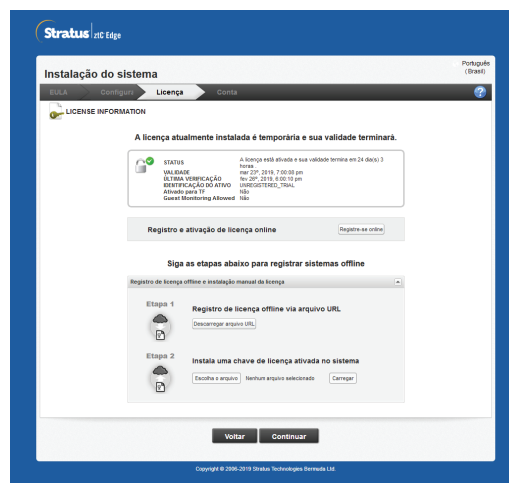 Stratus ztC Edge
Português
(Brasil)
Instalação do sistema
EULA Configura Licença Conta ?
LICENSE INFORMATION
A licença atualmente instalada é temporária e sua validade terminará.
STATUS A licença está ativada e sua validade termina em 24 dia(s) 3
horas.
VALIDADE mar 23º, 2019, 7:00:00 pm
ÚLTIMA VERIFICAÇÃO fev 26º, 2019, 6:00:10 pm
IDENTIFICAÇÃO DO ATIVO UNREGISTERED_TRIAL
Ativado para TF Não
Guest Monitoring Allowed Não
Registro e ativação de licença online Registre-se online
Siga as etapas abaixo para registrar sistemas offline
Registro de licença offline e instalação manual da licença
Etapa 1
Registro de licença offline via arquivo URL
Descarregar arquivo URL
Etapa 2
Instala uma chave de licença ativada no sistema
Escolha o arquivo Nenhum arquivo selecionado Carregar
Voltar Continuar
Copyright © 2006-2019 Stratus Technologies Bermuda Ltd.